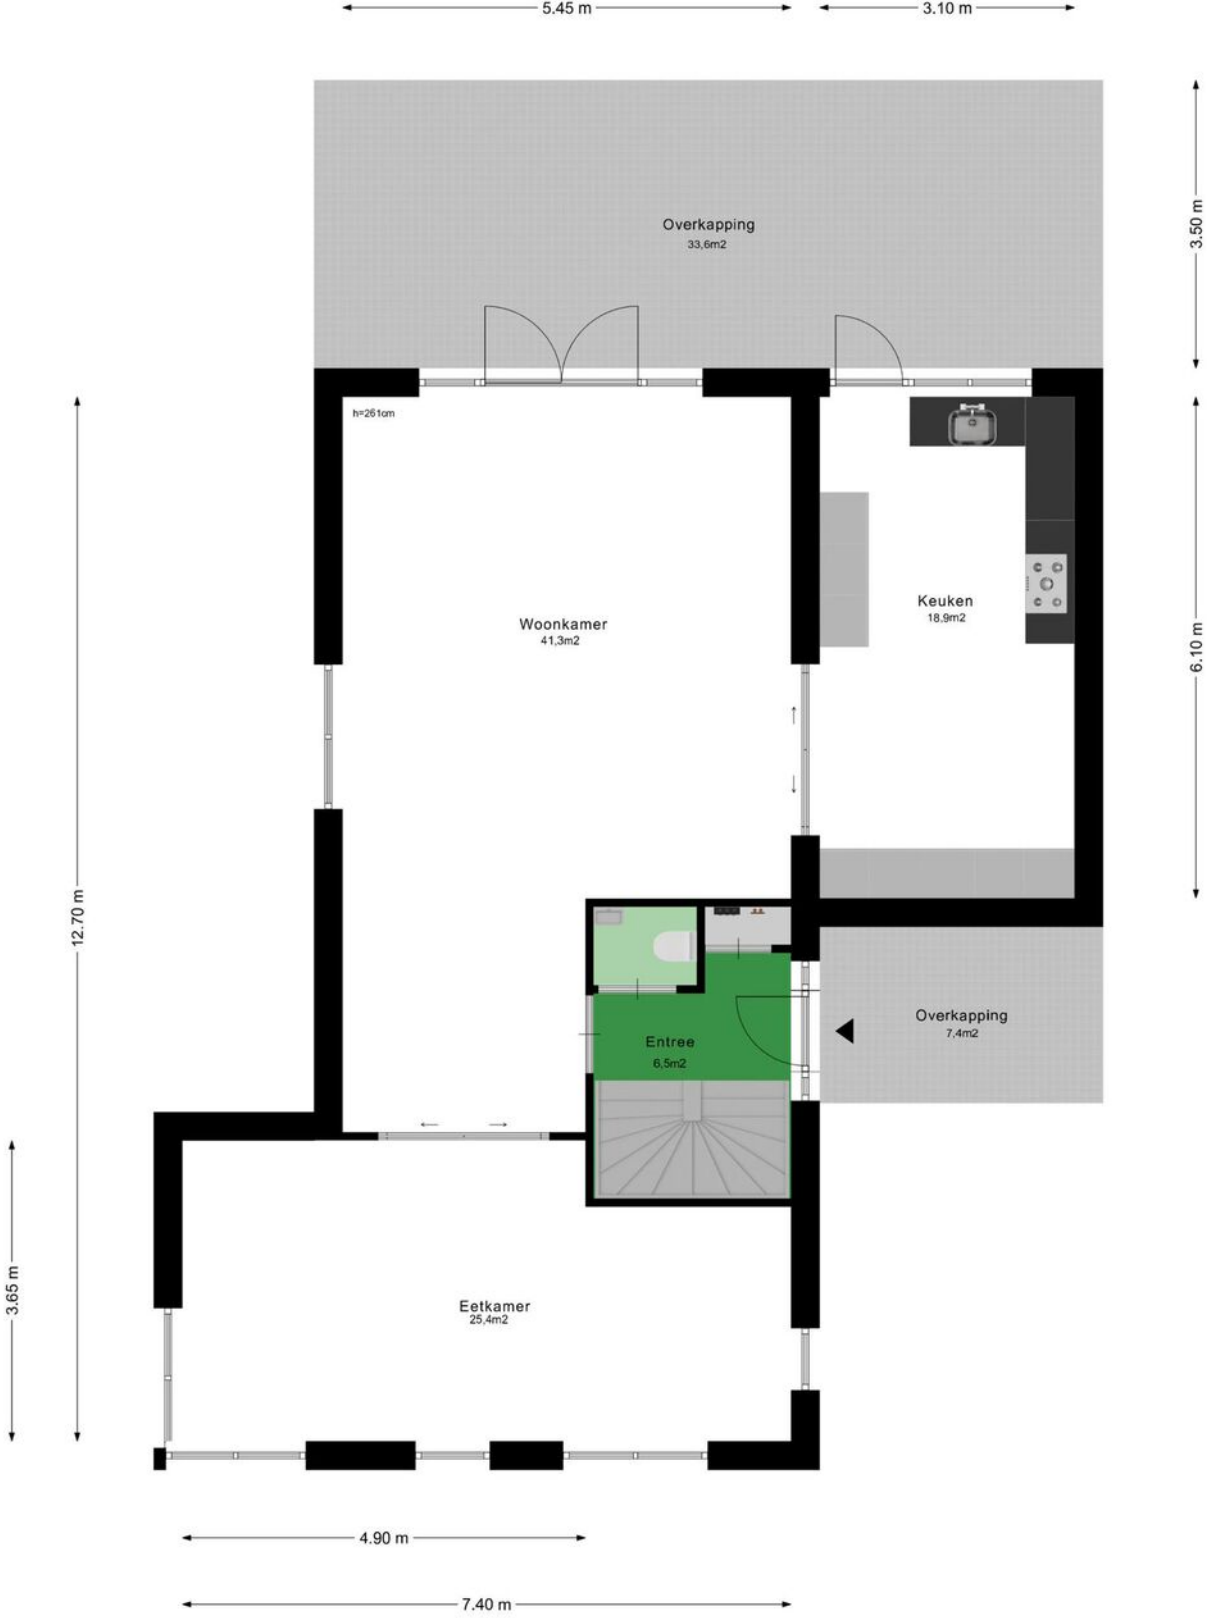 5.45 m
3.10 m
Overkapping
33,6m2
3.50 m
h=261cm
Woonkamer
41,3m2
Keuken
18,9m2
6.10 m
12.70 m
Overkapping
7,4m2
Entree
6,5m2
3.65 m
Eetkamer
25,4m2
4.90 m
7.40 m